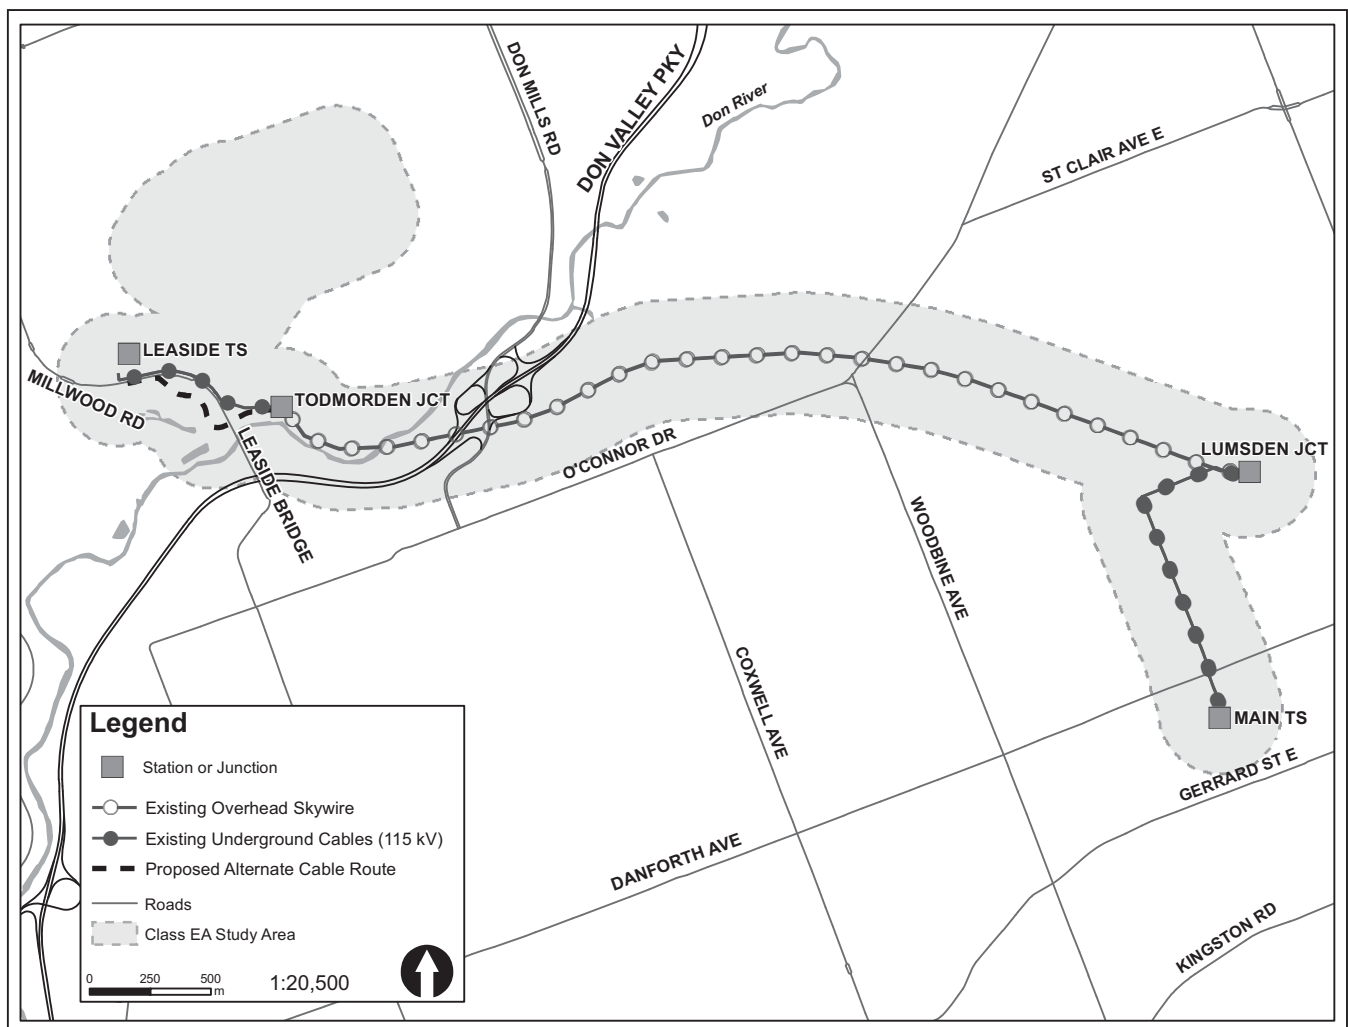 DON MILLS RD
DON VALLEY PKY
Don River
ST CLAIR AVE E
LEASIDE TS
MILLWOOD RD
TODMORDEN JCT
LEASIDE BRIDGE
O'CONNOR DR
LUMSDEN JCT
WOODBINE AVE
COXWELL AVE
MAIN TS
GERRARD ST E
DANFORTH AVE
KINGSTON RD
Legend
Station or Junction
Existing Overhead Skywire
Existing Underground Cables (115 kV)
Proposed Alternate Cable Route
Roads
Class EA Study Area
0 250 500
m
1:20,500